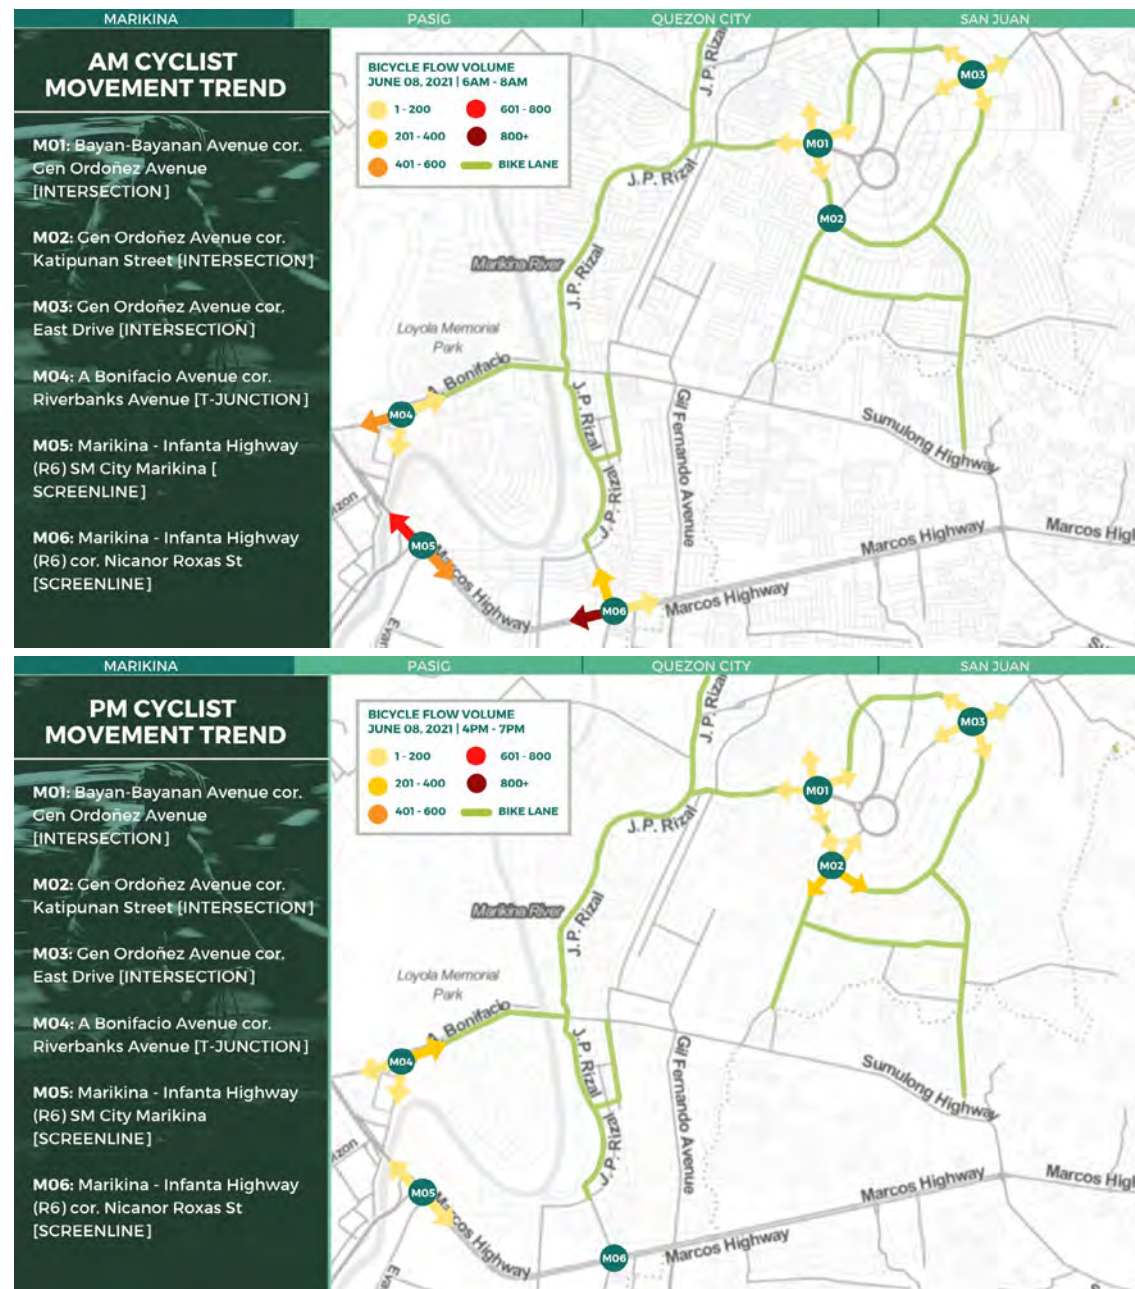 MARIKINA
PASIG
QUEZON CITY
SAN JUAN
AM CYCLIST
MOVEMENT TREND
M01: Bayan-Bayanan Avenue cor.
Gen Ordoñez Avenue
[INTERSECTION]
M02: Gen Ordoñez Avenue cor.
Katipunan Street [INTERSECTION]
M03: Gen Ordoñez Avenue cor.
East Drive [INTERSECTION]
M04: A Bonifacio Avenue cor.
Riverbanks Avenue [T-JUNCTION]
M05: Marikina - Infanta Highway
(R6) SM City Marikina [
SCREENLINE]
M06: Marikina - Infanta Highway
(R6) cor. Nicanor Roxas St
[SCREENLINE]
BICYCLE FLOW VOLUME
JUNE 08, 2021 | 6AM - 8AM
1 - 200
601 - 800
201 - 400
800+
401 - 600
BIKE LANE
J.P. Rizal
M03
M01
J.P. Rizal
M02
Marikina River
J.P. Rizal
Loyola Memorial
Park
A. Bonifacio
M04
J.P. Rizal
Gil Fernando Avenue
Sumulong Highway
J.P. Rizal
M05
Marcos Highway
Marcos Highway
Marcos Hig
M06
Marcos Highway
Evan
MARIKINA
PASIG
QUEZON CITY
SAN JUAN
PM CYCLIST
MOVEMENT TREND
M01: Bayan-Bayanan Avenue cor.
Gen Ordoñez Avenue
[INTERSECTION]
M02: Gen Ordoñez Avenue cor.
Katipunan Street [INTERSECTION]
M03: Gen Ordoñez Avenue cor.
East Drive [INTERSECTION]
M04: A Bonifacio Avenue cor.
Riverbanks Avenue [T-JUNCTION]
M05: Marikina - Infanta Highway
(R6) SM City Marikina
[SCREENLINE]
M06: Marikina - Infanta Highway
(R6) cor. Nicanor Roxas St
[SCREENLINE]
BICYCLE FLOW VOLUME
JUNE 08, 2021 | 4PM - 7PM
1 - 200
601 - 800
201 - 400
800+
401 - 600
BIKE LANE
J.P. Rizal
M03
M01
J.P. Rizal
M02
Marikina River
J.P. Rizal
Loyola Memorial
Park
A. Bonifacio
M04
J.P. Rizal
Gil Fernando Avenue
Sumulong Highway
J.P. Rizal
M05
Marcos Highway
Marcos Highway
Marcos Hig
M06
Marcos Highway